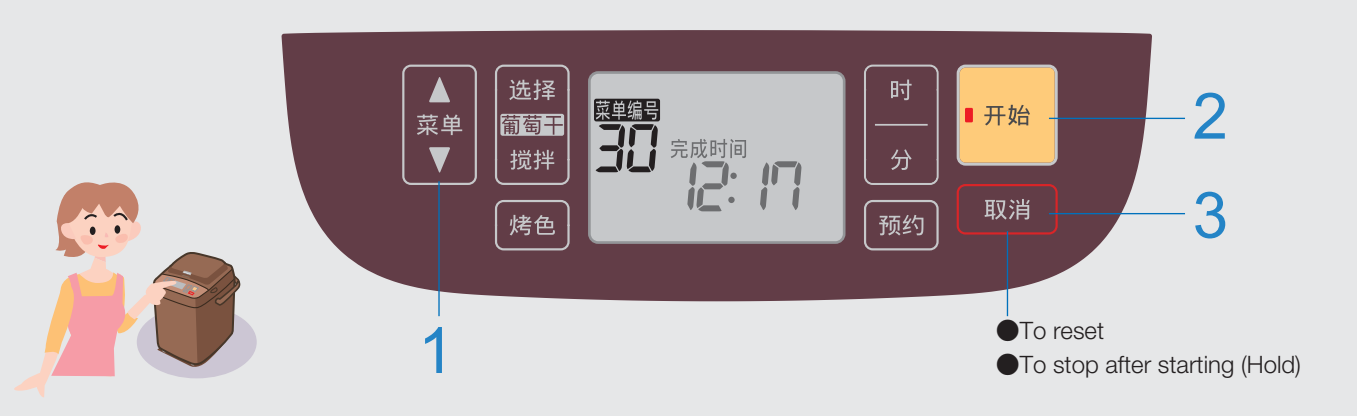 ▲
菜单
▼
选择
葡萄干
搅拌
烤色
菜单编号
30
完成时间
12:17
时
分
预约
开始
取消
1
2
3
●To reset
●To stop after starting (Hold)